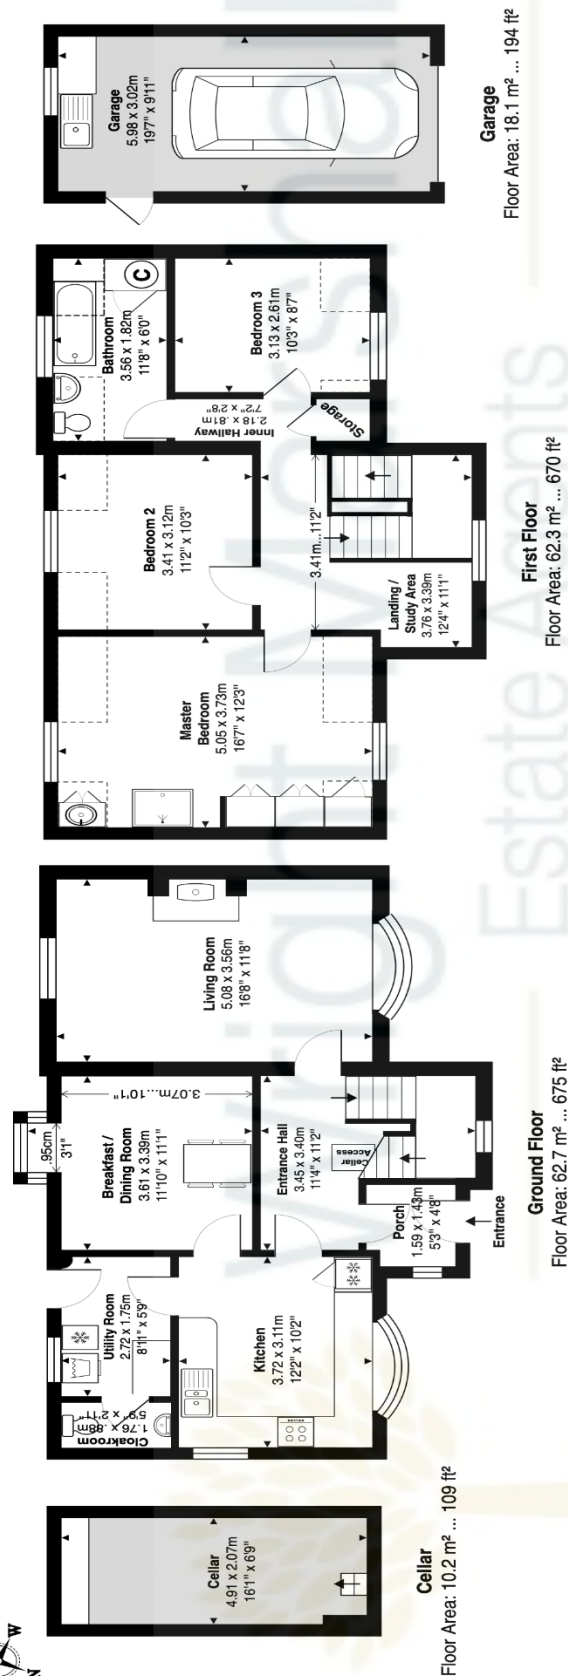 N
W
Cellar
4.91 x 2.07m
16'1" x 6'9"
Cellar
Floor Area: 10.2 m² ... 109 ft²
Cloakroom
1.76 x .88m
5'9" x 2'11"
Utility Room
2.72 x 1.75m
8'11" x 5'9"
.95cm
3'1"
Breakfast /
Dining Room
3.61 x 3.39m
11'10" x 11'1"
3.07m...10'1"
Living Room
5.08 x 3.56m
16'8" x 11'8"
Kitchen
3.72 x 3.11m
12'2" x 10'2"
Entrance Hall
3.45 x 3.40m
11'4" x 11'2"
Cellar
Access
Porch
1.59 x 1.43m
5'3" x 4'8"
Entrance
Ground Floor
Floor Area: 62.7 m² ... 675 ft²
Master
Bedroom
5.05 x 3.73m
16'7" x 12'3"
Bedroom 2
3.41 x 3.12m
11'2" x 10'3"
Bathroom
3.56 x 1.82m
11'8" x 6'0"
C
Inner Hallway
2.18 x .81m
7'2" x 2'8"
Bedroom 3
3.13 x 2.61m
10'3" x 8'7"
Storage
3.41m...11'2"
Landing /
Study Area
3.76 x 3.39m
12'4" x 11'1"
First Floor
Floor Area: 62.3 m² ... 670 ft²
Garage
5.98 x 3.02m
19'7" x 9'11"
Garage
Floor Area: 18.1 m² ... 194 ft²
Wright Marshall
Estate Agents